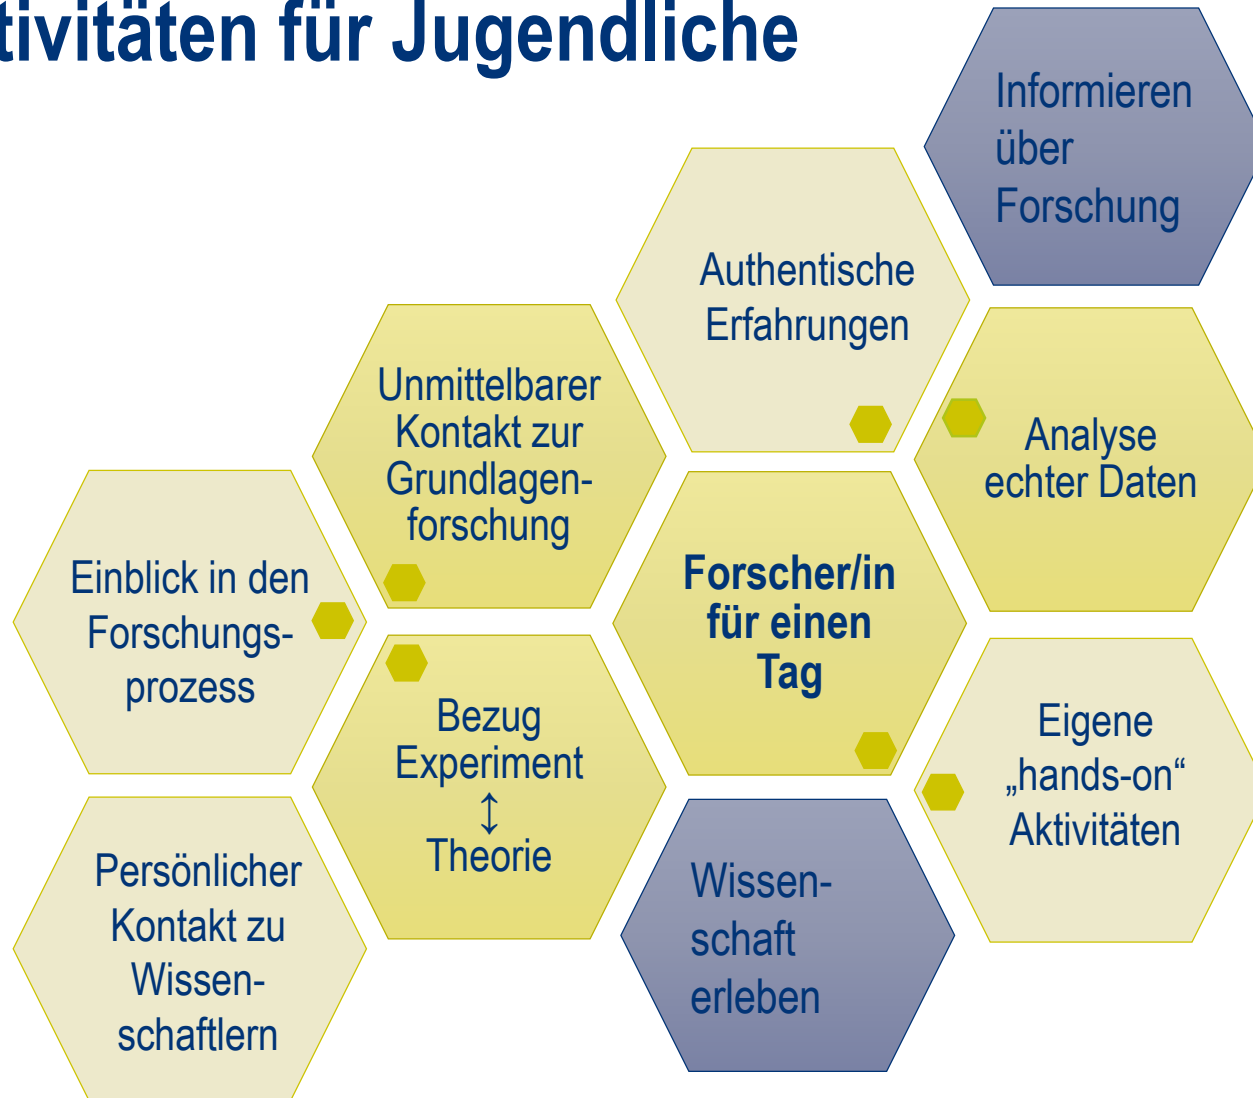 tivitäten für Jugendliche
Informieren
über
Forschung
Authentische
Erfahrungen
Unmittelbarer
Kontakt zur
Grundlagen-
forschung
Analyse
echter Daten
Einblick in den
Forschungs-
prozess
Forscher/in
für einen
Tag
Bezug
Experiment
↕
Theorie
Eigene
„hands-on“
Aktivitäten
Persönlicher
Kontakt zu
Wissen-
schaftlern
Wissen-
schaft
erleben